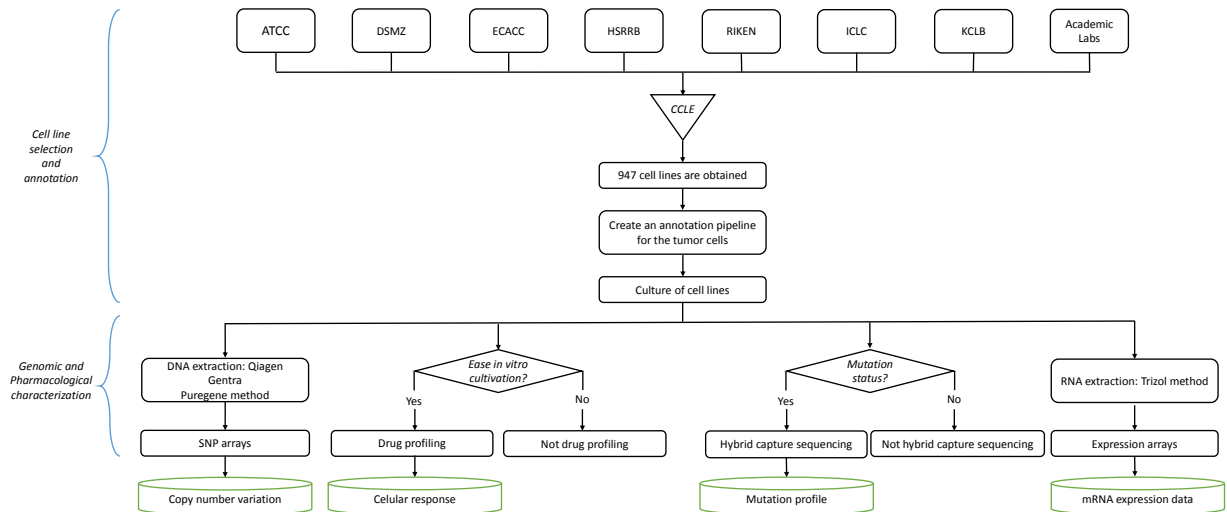 ATCC
DSMZ
ECACC
HSRRB
RIKEN
ICLC
KCLB
Academic
Labs
CCLE
Cell line
selection
and
annotation
947 cell lines are obtained
Create an annotation pipeline
for the tumor cells
Culture of cell lines
Genomic and
Pharmacological
characterization
DNA extraction: Qiagen
Gentra
Puregene method
Ease in vitro
cultivation?
Mutation
status?
RNA extraction: Trizol method
Yes
No
Yes
No
SNP arrays
Drug profiling
Not drug profiling
Hybrid capture sequencing
Not hybrid capture sequencing
Expression arrays
Copy number variation
Celular response
Mutation profile
mRNA expression data